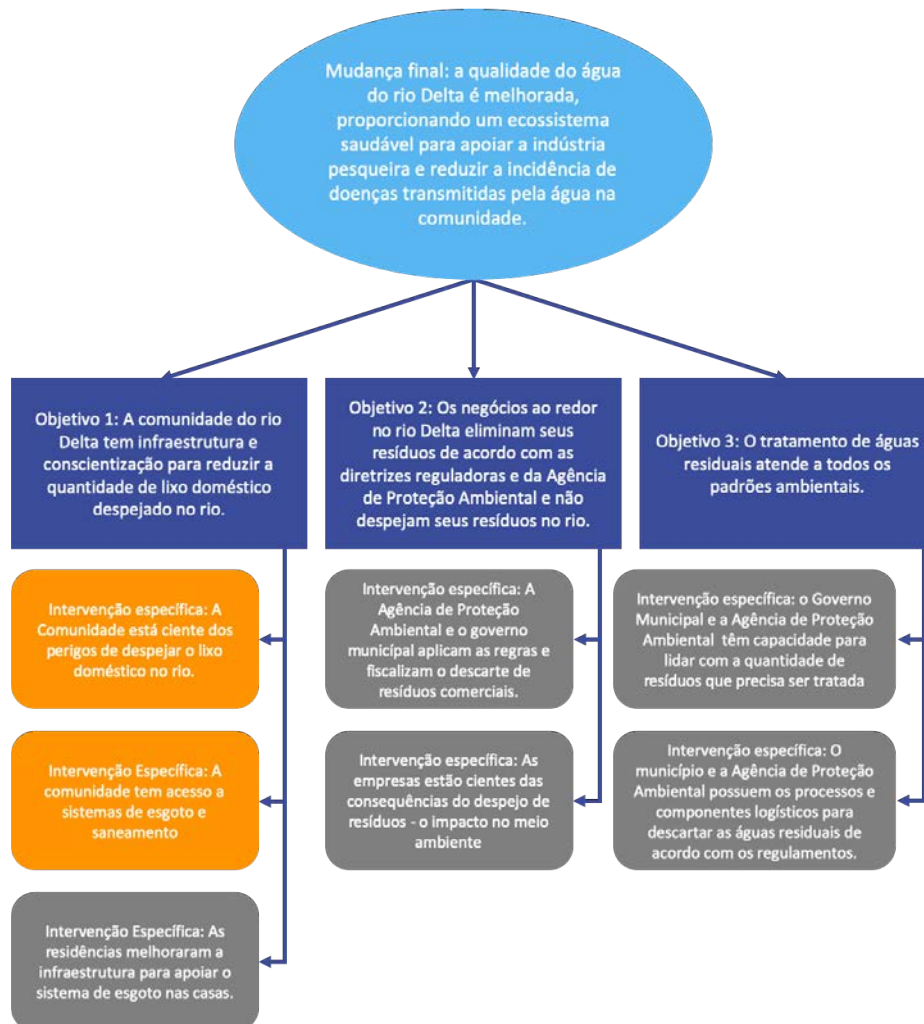 Mudança final: a qualidade do água
do rio Delta é melhorada,
proporcionando um ecossistema
saudável para apoiar a indústria
pesqueira e reduzir a incidência de
doenças transmitidas pela água na
comunidade.
Objetivo 1: A comunidade do rio
Delta tem infraestrutura e
conscientização para reduzir a
quantidade de lixo doméstico
despejado no rio.
Intervenção específica: A
Comunidade está ciente dos
perigos de despejar o lixo
doméstico no rio.
Intervenção Específica: A
comunidade tem acesso a
sistemas de esgoto e
saneamento
Intervenção Específica: As
residências melhoraram a
infraestrutura para apoiar o
sistema de esgoto nas casas.
Objetivo 2: Os negócios ao redor
no rio Delta eliminam seus
resíduos de acordo com as
diretrizes reguladoras e da Agência
de Proteção Ambiental e não
despejam seus resíduos no rio.
Intervenção específica: A
Agência de Proteção
Ambiental e o governo
municípal aplicam as regras e
fiscalizam o descarte de
resíduos comerciais.
Intervenção específica: As
empresas estão cientes das
consequências do despejo de
resíduos - o impacto no meio
ambiente
Objetivo 3: O tratamento de águas
residuais atende a todos os
padrões ambientais.
Intervenção específica: o Governo
Municipal e a Agência de Proteção
Ambiental têm capacidade para
lidar com a quantidade de
resíduos que precisa ser tratada
Intervenção específica: O
município e a Agência de Proteção
Ambiental possuem os processos e
componentes logísticos para
descartar as águas residuais de
acordo com os regulamentos.